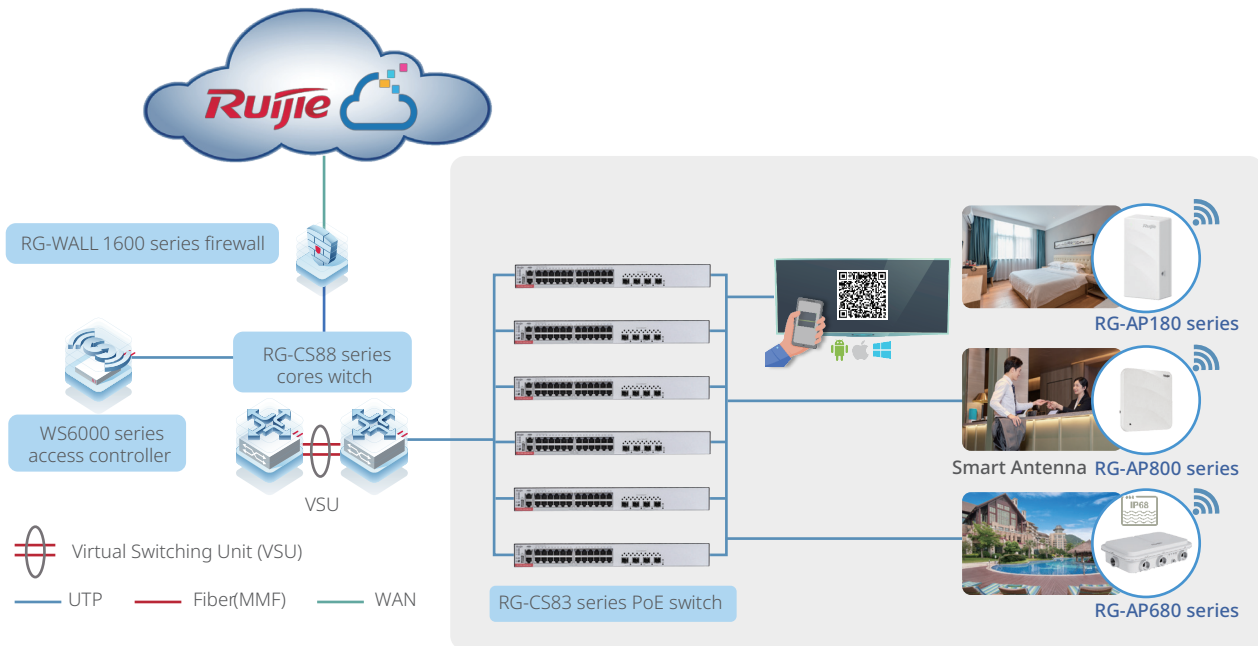 Ruijie
RG-WALL 1600 series firewall
RG-CS88 series
cores witch
WS6000 series
access controller
VSU
Virtual Switching Unit (VSU)
UTP
Fiber(MMF)
WAN
RG-CS83 series PoE switch
RG-AP180 series
Smart Antenna
RG-AP800 series
IP68
RG-AP680 series